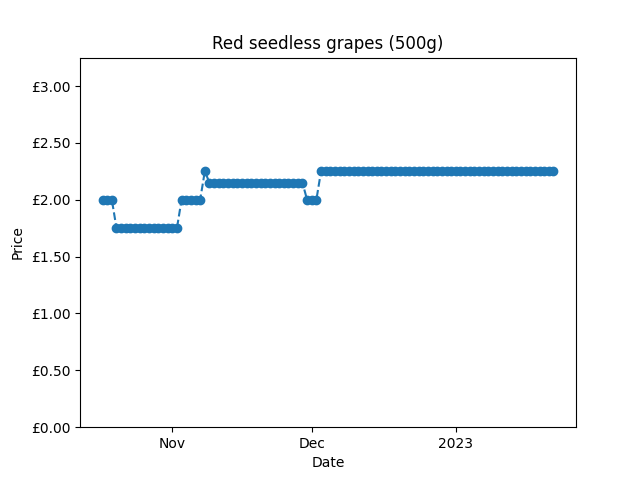 Red seedless grapes (500g)
£3.00
£2.50
£2.00
£1.50
£1.00
£0.50
£0.00
Price
Nov
Dec
2023
Date